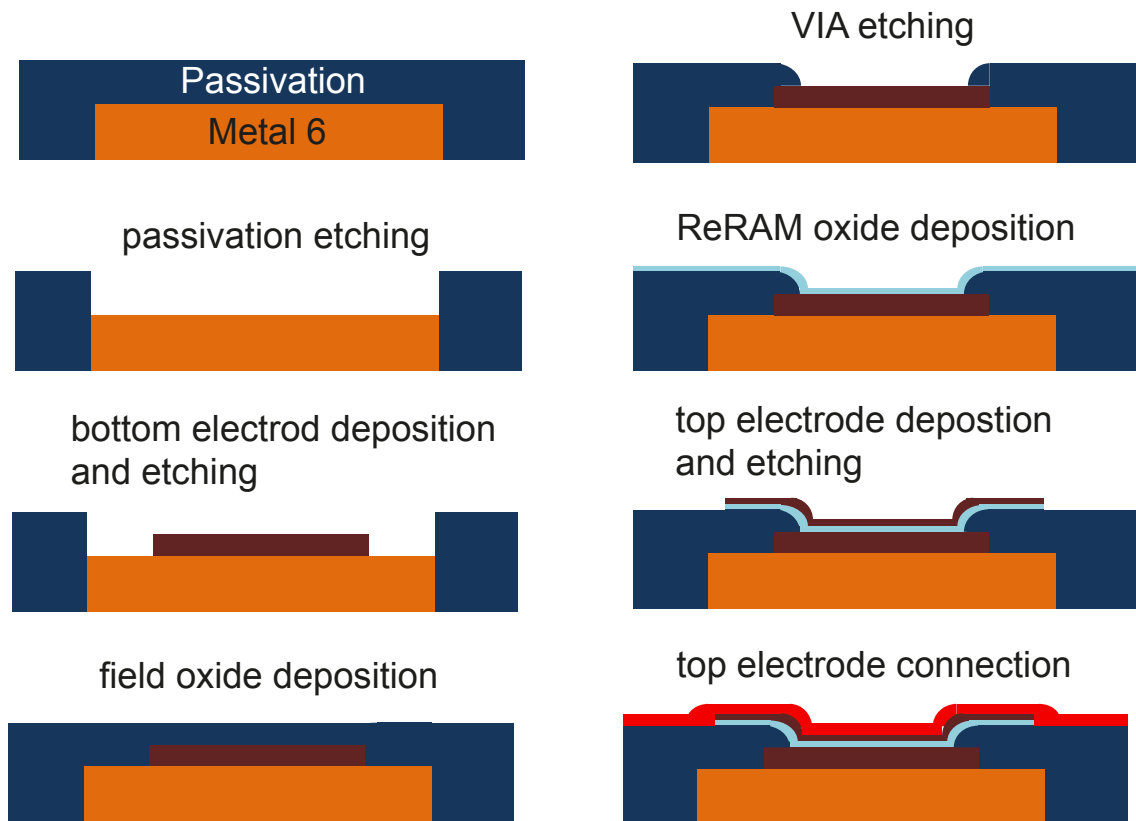 Passivation
Metal 6
passivation etching
bottom electrod deposition
and etching
field oxide deposition
VIA etching
ReRAM oxide deposition
top electrode depostion
and etching
top electrode connection